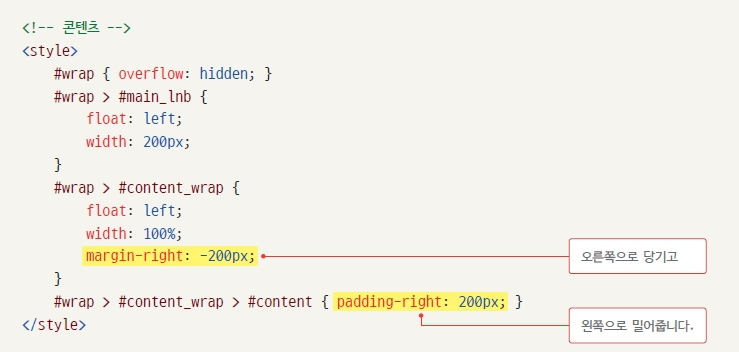 <!-- 콘텐츠 -->
<style>
#wrap { overflow: hidden; }
#wrap > #main_lnb {
float: left;
width: 200px;
}
#wrap > #content_wrap {
float: left;
width: 100%;
margin-right: -200px;
오른쪽으로 당기고
}
#wrap > #content_wrap > #content { padding-right: 200px; }
</style>
왼쪽으로 밀어줍니다.